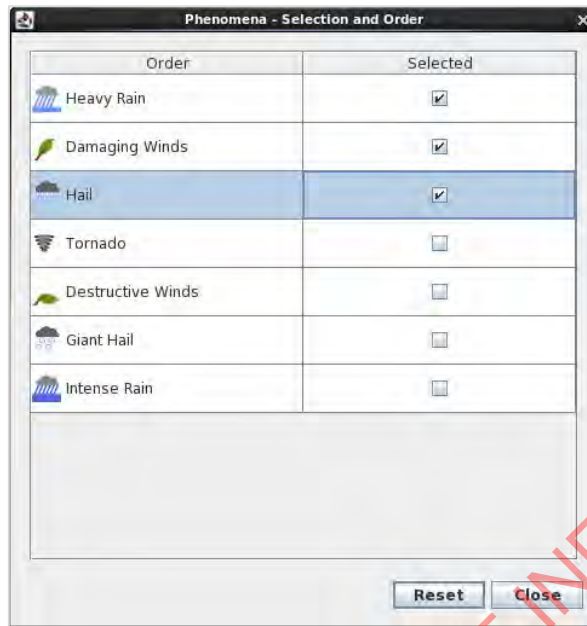 Phenomena - Selection and Order
Order Selected
Heavy Rain
Damaging Winds
Hail
Tornado
Destructive Winds
Giant Hail
Intense Rain
Reset Close